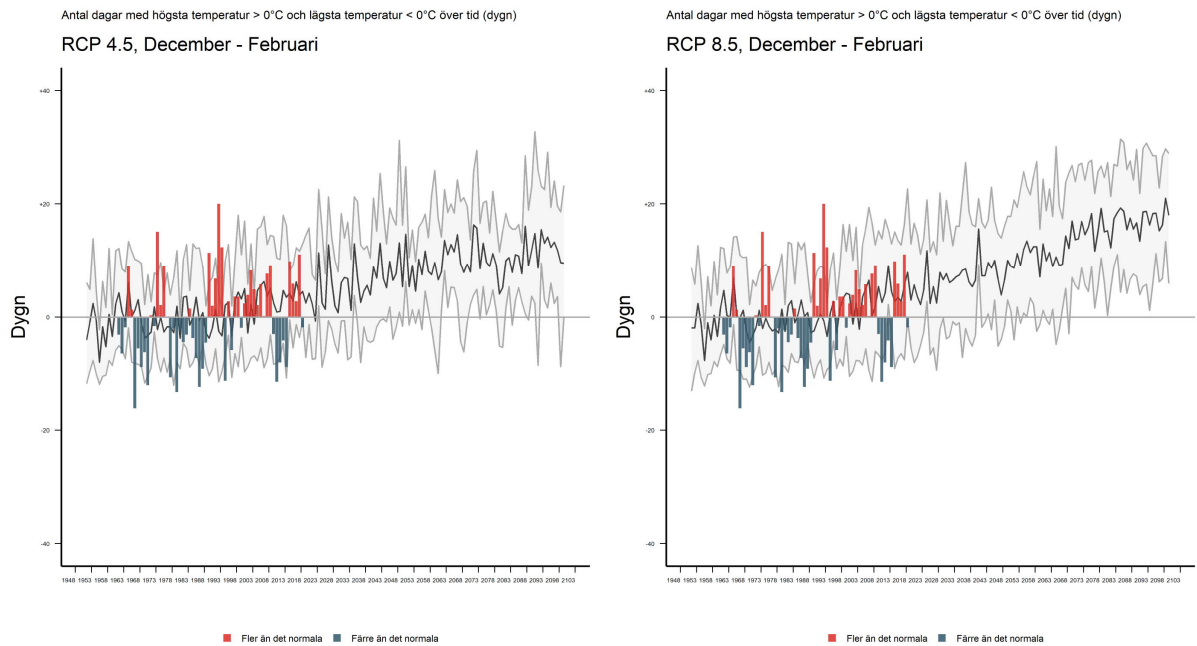 Antal dagar med högsta temperatur > 0°C och lägsta temperatur < 0°C över tid (dygn)
RCP 4.5, December - Februari
Dygn
+40
+20
0
-20
-40
1948 1953 1958 1963 1968 1973 1978 1983 1988 1993 1998 2003 2008 2013 2018 2023 2028 2033 2038 2043 2048 2053 2058 2063 2068 2073 2078 2083 2088 2093 2098 2103
Fler än det normala Färre än det normala
Antal dagar med högsta temperatur > 0°C och lägsta temperatur < 0°C över tid (dygn)
RCP 8.5, December - Februari
Dygn
+40
+20
0
-20
-40
1948 1953 1958 1963 1968 1973 1978 1983 1988 1993 1998 2003 2008 2013 2018 2023 2028 2033 2038 2043 2048 2053 2058 2063 2068 2073 2078 2083 2088 2093 2098 2103
Fler än det normala Färre än det normala